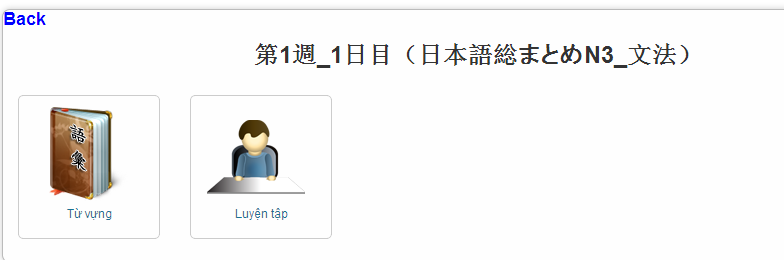 Back
第1週_1日目（日本語総まとめN3_文法）
語
彙
Từ vựng
Luyện tập